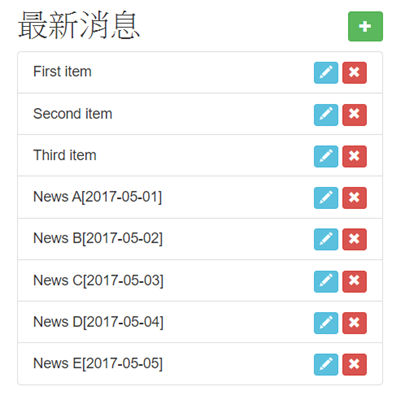 最新消息
First item
Second item
Third item
News A[2017-05-01]
News B[2017-05-02]
News C[2017-05-03]
News D[2017-05-04]
News E[2017-05-05]